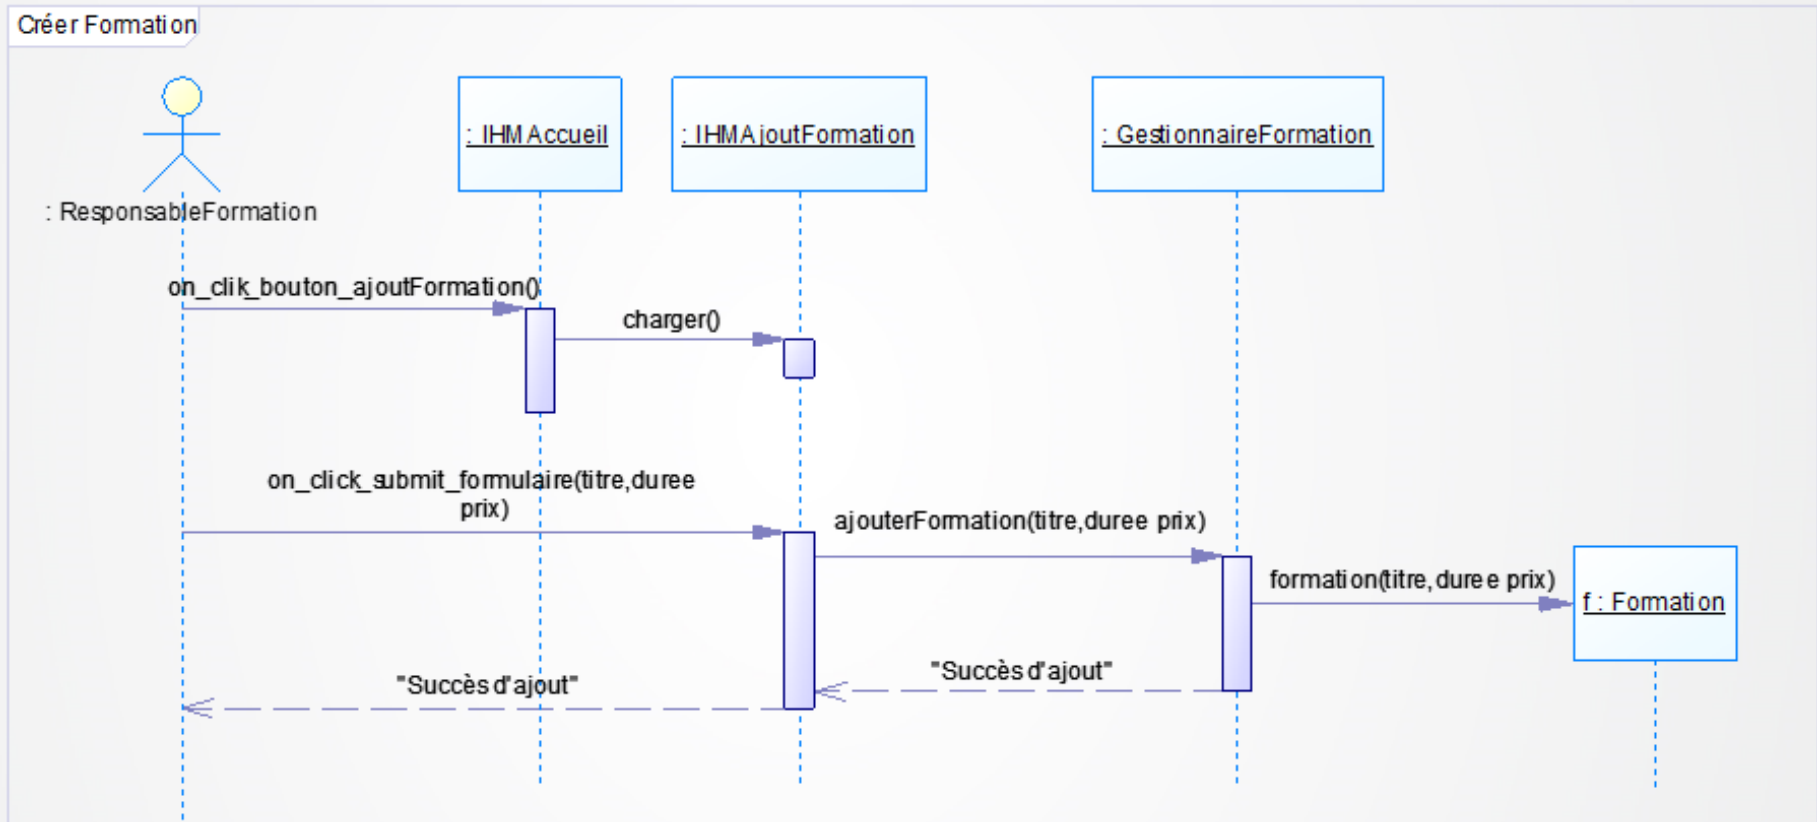 Créer Formation
: IHMAccueil
: IHMAjoutFormation
: GestionnaireFormation
: ResponsableFormation
on_clik_bouton_ajoutFormation()
charger()
on_click_submit_formulaire(titre,duree
prix)
ajouterFormation(titre,duree prix)
formation(titre,duree prix)
f : Formation
"Succès d'ajout"
"Succès d'ajout"